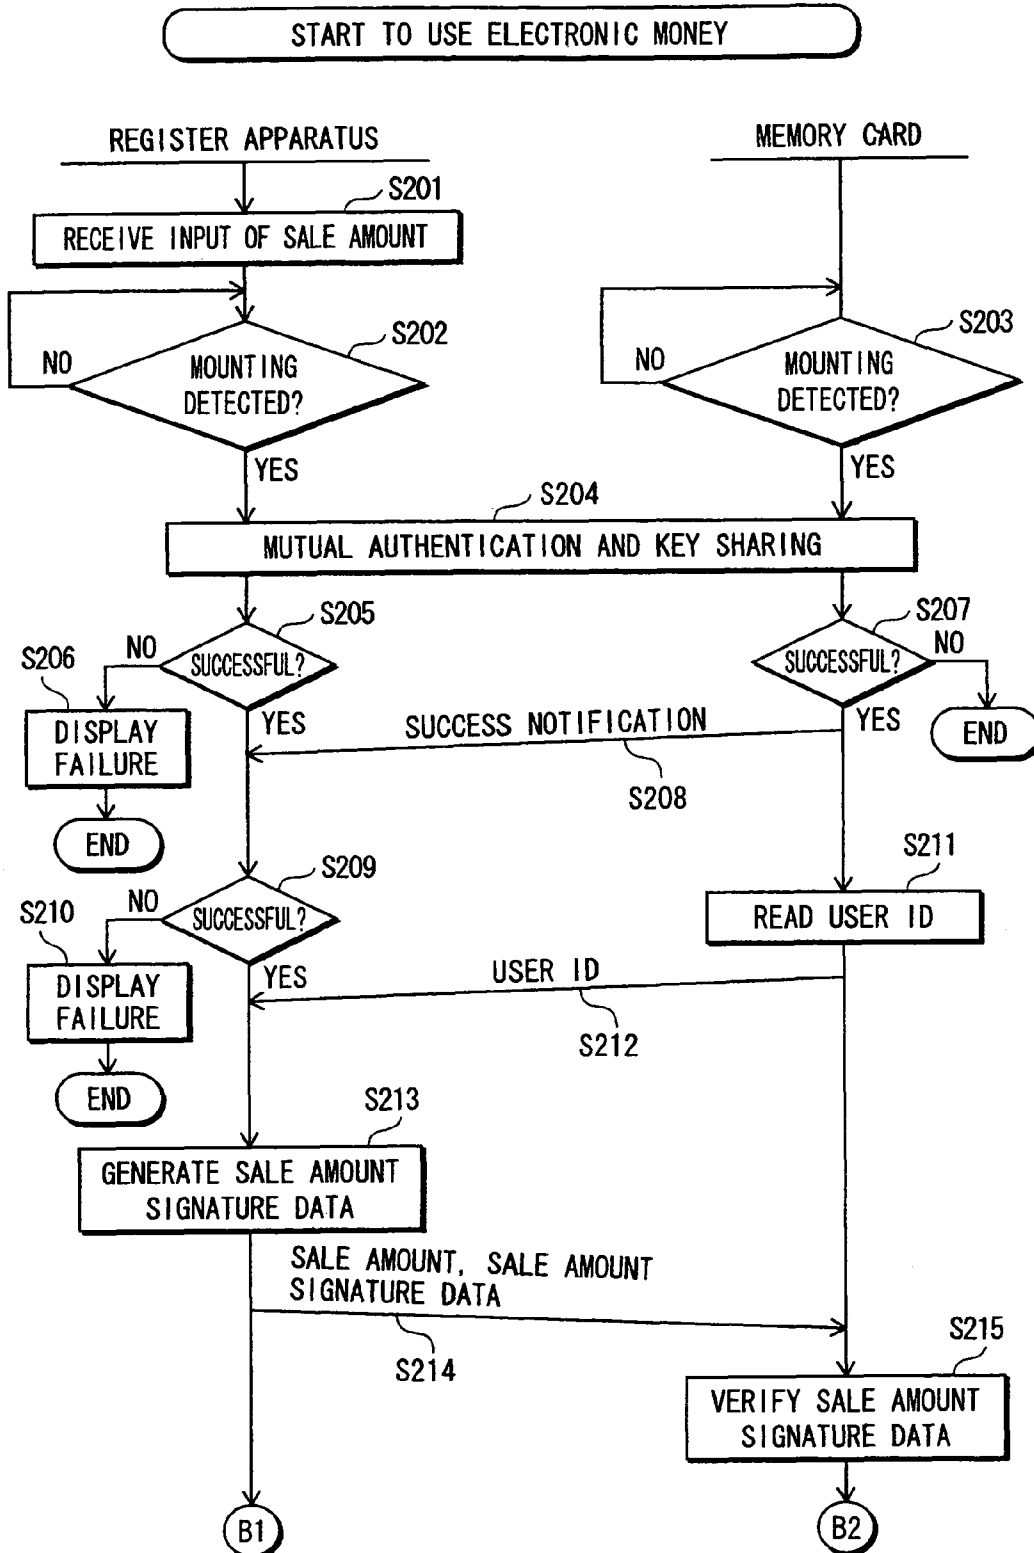 START TO USE ELECTRONIC MONEY
REGISTER APPARATUS
MEMORY CARD
S201
RECEIVE INPUT OF SALE AMOUNT
S202
S203
NO
MOUNTING
DETECTED?
NO
MOUNTING
DETECTED?
YES
YES
S204
MUTUAL AUTHENTICATION AND KEY SHARING
S205
S207
S206
NO
SUCCESSFUL?
SUCCESSFUL?
NO
DISPLAY
FAILURE
YES
SUCCESS NOTIFICATION
YES
END
S208
END
S209
S211
S210
NO
SUCCESSFUL?
READ USER ID
DISPLAY
FAILURE
YES
USER ID
S212
END
S213
GENERATE SALE AMOUNT
SIGNATURE DATA
SALE AMOUNT, SALE AMOUNT
SIGNATURE DATA
S214
S215
VERIFY SALE AMOUNT
SIGNATURE DATA
B1
B2